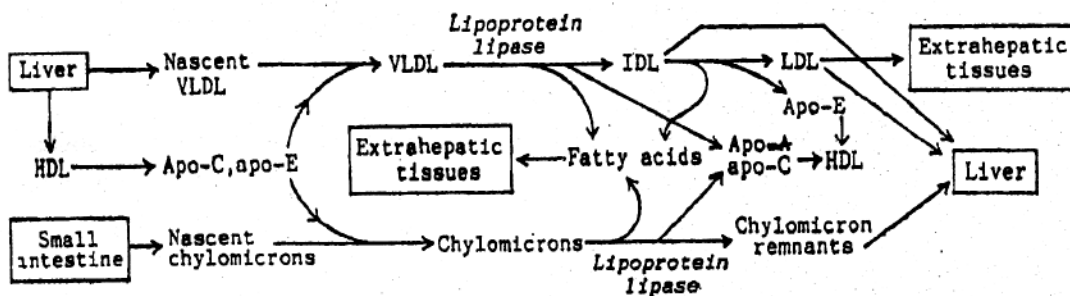 Lipoprotein
lipase
Liver
Nascent
VLDL
VLDL
IDL
LDL
Extrahepatic
tissues
Apo-E
HDL
Apo-C,apo-E
Extrahepatic
tissues
Fatty acids
Apo-A
apo-C
HDL
Liver
Small
intestine
Nascent
chylomicrons
Chylomicrons
Lipoprotein
lipase
Chylomicron
remnants